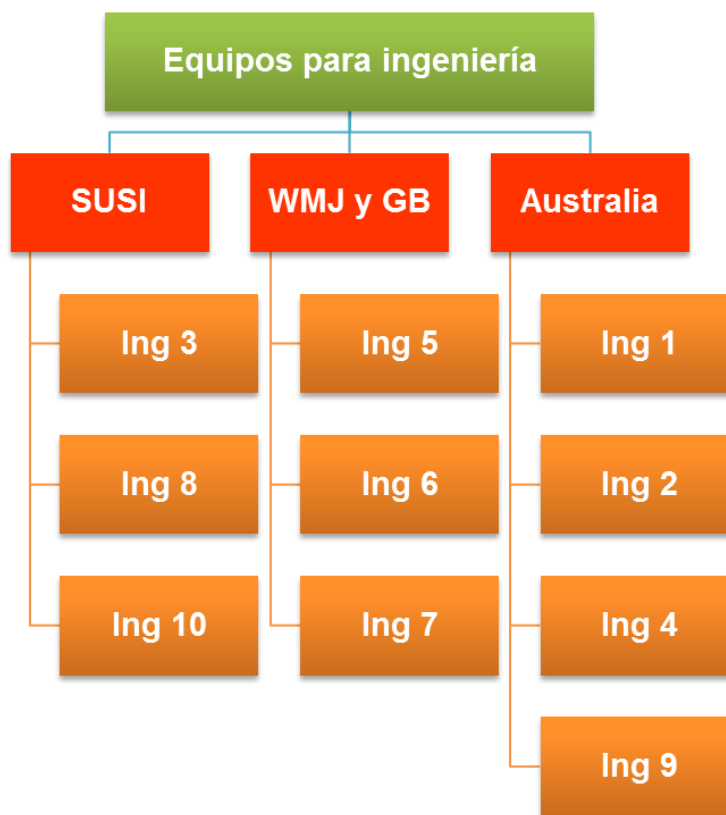 Equipos para ingeniería
SUSI
WMJ y GB
Australia
Ing 3
Ing 5
Ing 1
Ing 8
Ing 6
Ing 2
Ing 10
Ing 7
Ing 4
Ing 9